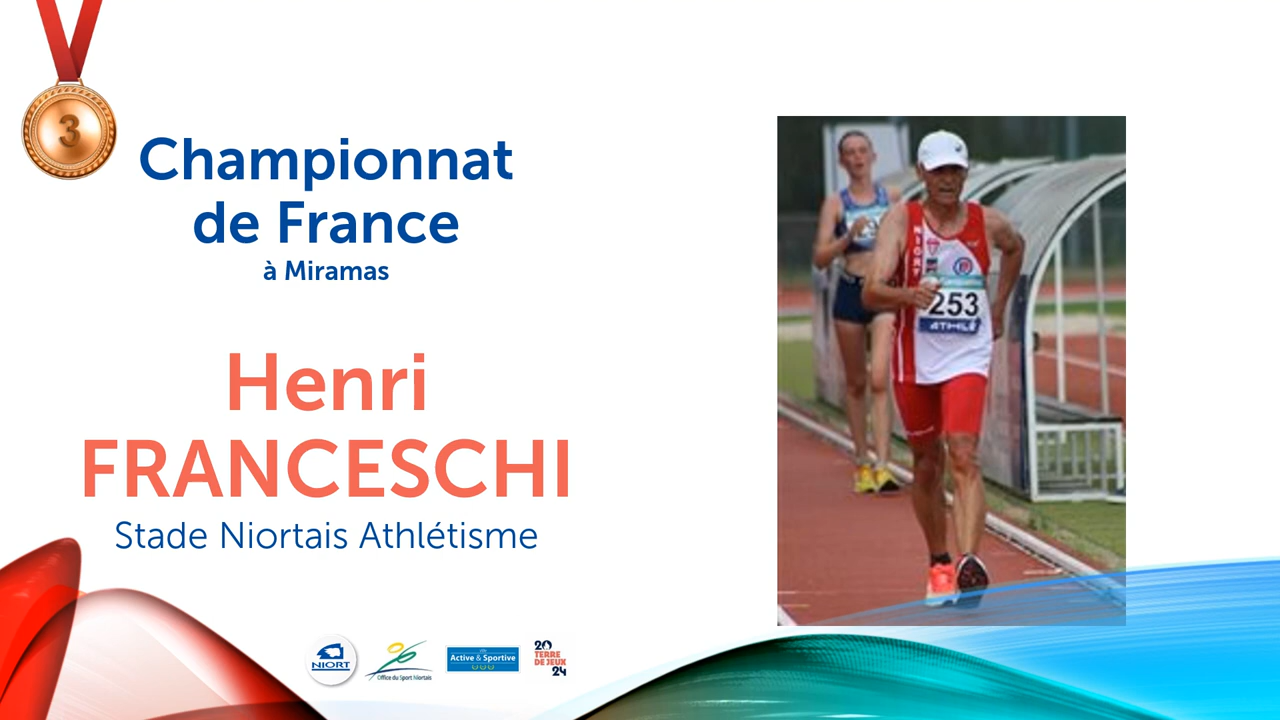 3
Championnat
de France
à Miramas
Henri
FRANCESCHI
Stade Niortais Athlétisme
NIORT
253
ATHLÉ
NIORT
Office du Sport Niortais
Ville
Active & Sportive
20
TERRE
DE JEUX
24